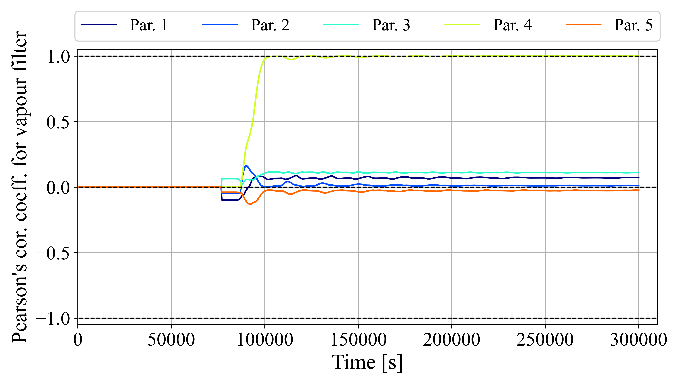 Par. 1 Par. 2 Par. 3 Par. 4 Par. 5
Pearson's cor. coeff. for vapour filter
1.0
0.5
0.0
0.5
−1.0
0 50000 100000 150000 200000 250000 300000
Time [s]